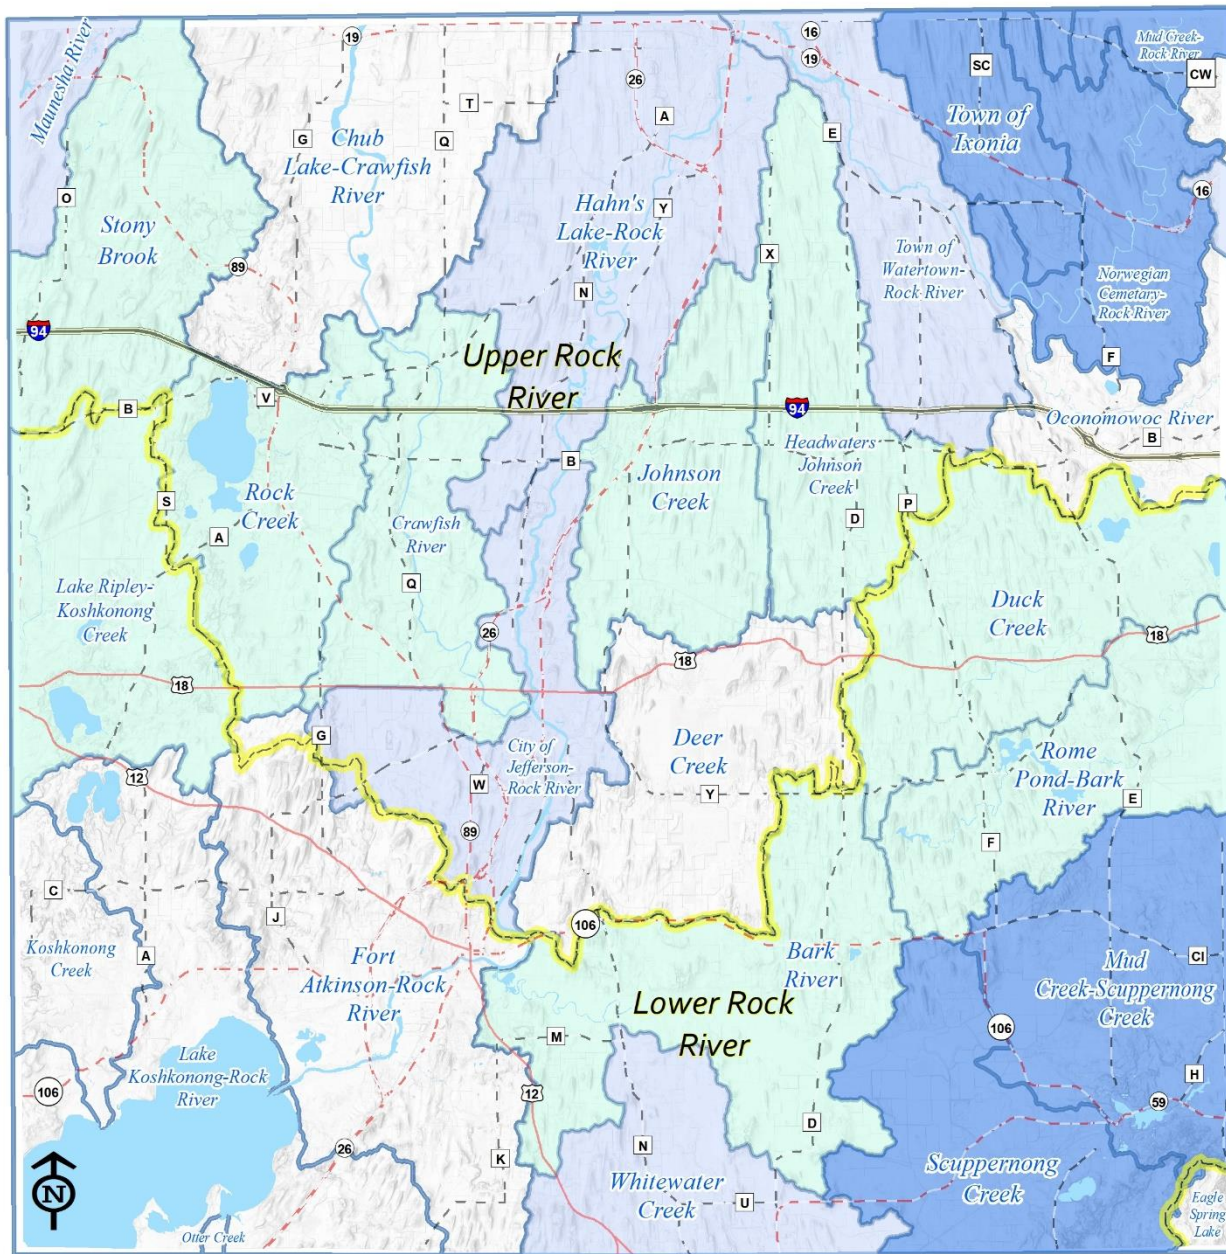 19
16
Mud Creek-
Rock River
Maunesha River
26
19
SC
CW
T
A
Town of
Ixonia
G
Q
E
Chub
Lake-Crawfish
River
O
Y
16
Stony
Brook
Hahn's
Lake-Rock
River
X
Town of
Watertown-
Rock River
89
N
Norwegian
Cemetary-
Rock River
94
Upper Rock
River
F
B
V
94
Oconomowoc River
B
Headwaters
Johnson
Creek
B
Johnson
Creek
S
Rock
Creek
P
D
A
Crawfish
River
Q
Lake Ripley-
Koshkonong
Creek
Duck
Creek
26
18
18
18
G
City of
Jefferson-
Rock River
Deer
Creek
Rome
Pond-Bark
River
12
W
Y
E
89
F
C
J
106
Koshkonong
Creek
A
Fort
Atkinson-Rock
River
Bark
River
Mud
Creek-Scuppernong
Creek
CI
Lower Rock
River
M
106
Lake
Koshkonong-Rock
River
H
106
12
59
D
26
N
K
Whitewater
Creek
U
Scuppernong
Creek
N
Otter Creek
Eagle
Spring
Lake